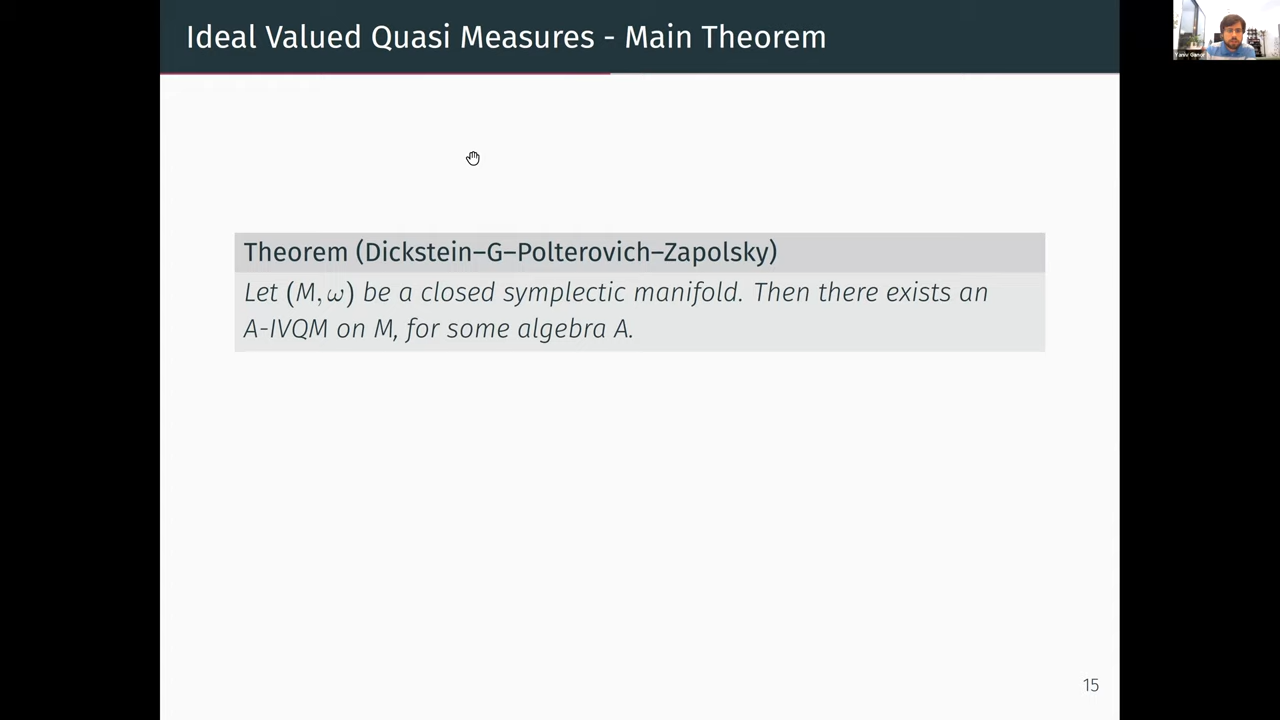 Ideal Valued Quasi Measures - Main Theorem
Theorem (Dickstein–G–Polterovich–Zapolsky)
Let (M, ω) be a closed symplectic manifold. Then there exists an
A-IVQM on M, for some algebra A.
15